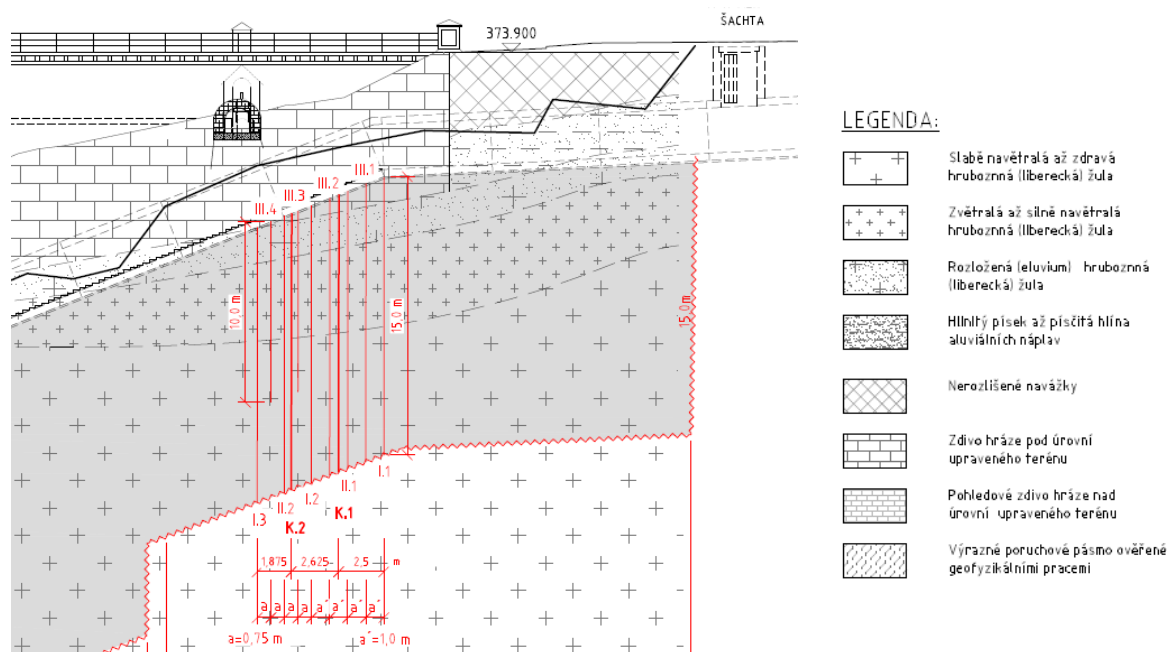 ŠACHTA
373.900
III.1
III.2
III.3
III.4
10,0 m
15,0 m
15,0 m
I.1
II.1
K.1
I.2
II.2
K.2
I.3
1,875
2,625
2,5
m
a a a a a´ a´ a´ a´
a=0,75 m
a´=1,0 m
LEGENDA:
Slabě navětralá až zdravá
hruboznná (liberecká) žula
Zvětralá až silně navětralá
hruboznná (liberecká) žula
Rozložená (eluvium) hruboznná
(liberecká) žula
Hlinitý písek až písčitá hlína
aluviálních náplav
Nerozlišené navážky
Zdivo hráze pod úrovní
upraveného terénu
Pohledové zdivo hráze nad
úrovní upraveného terénu
Výrazné poruchové pásmo ověřené
geofyzikálními pracemi